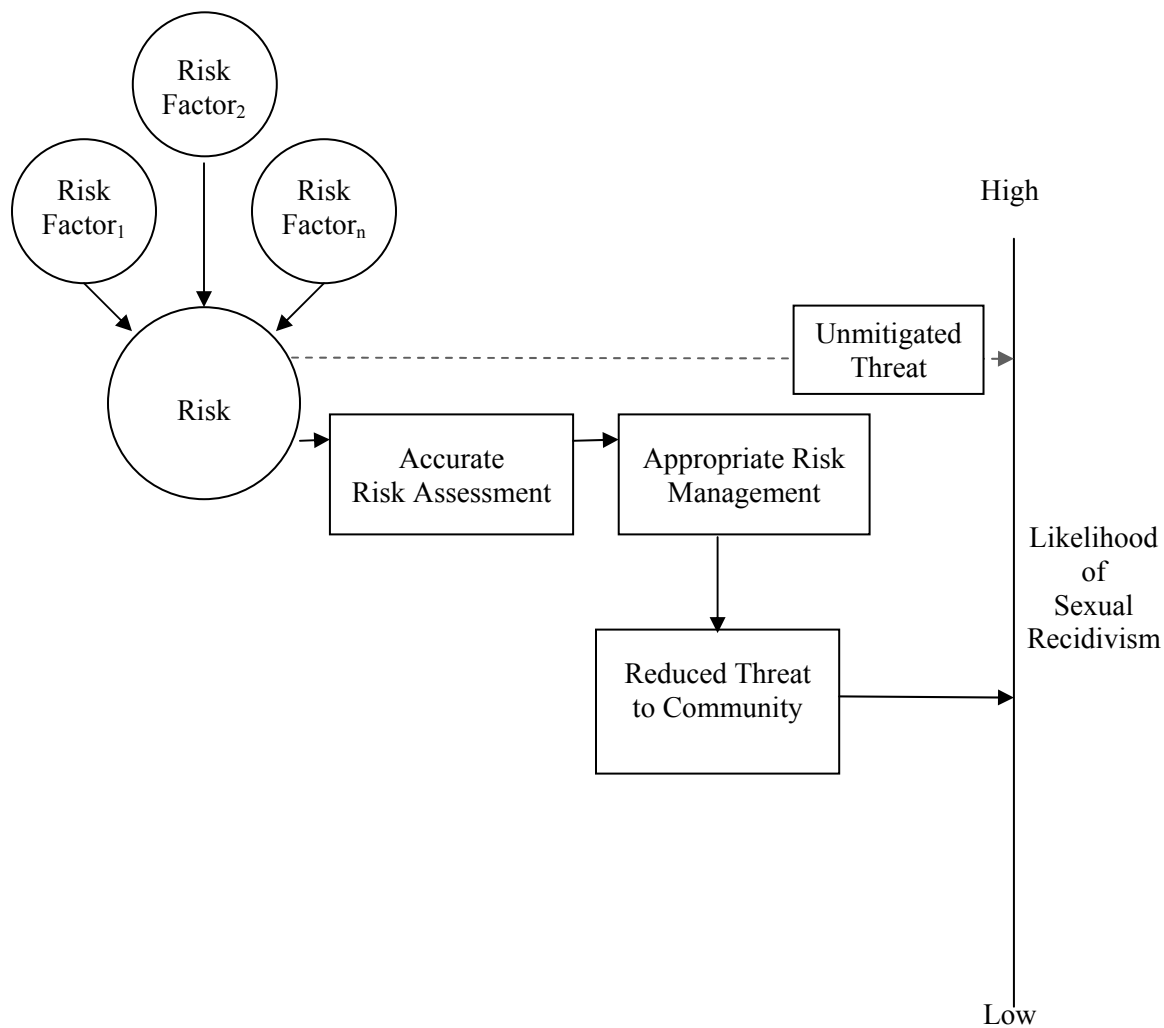 Risk
Factor₂
Risk
Factor₁
Risk
Factorₙ
High
Unmitigated
Threat
Risk
Accurate
Risk Assessment
Appropriate Risk
Management
Likelihood
of
Sexual
Recidivism
Reduced Threat
to Community
Low